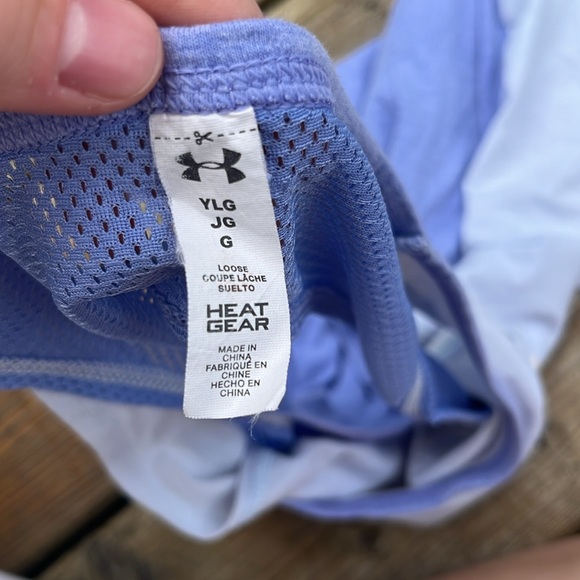 YLG
JG
G
LOOSE
COUPE LÂCHE
SUELTO
HEAT
GEAR
MADE IN
CHINA
FABRIQUÉ EN
CHINE
HECHO EN
CHINA